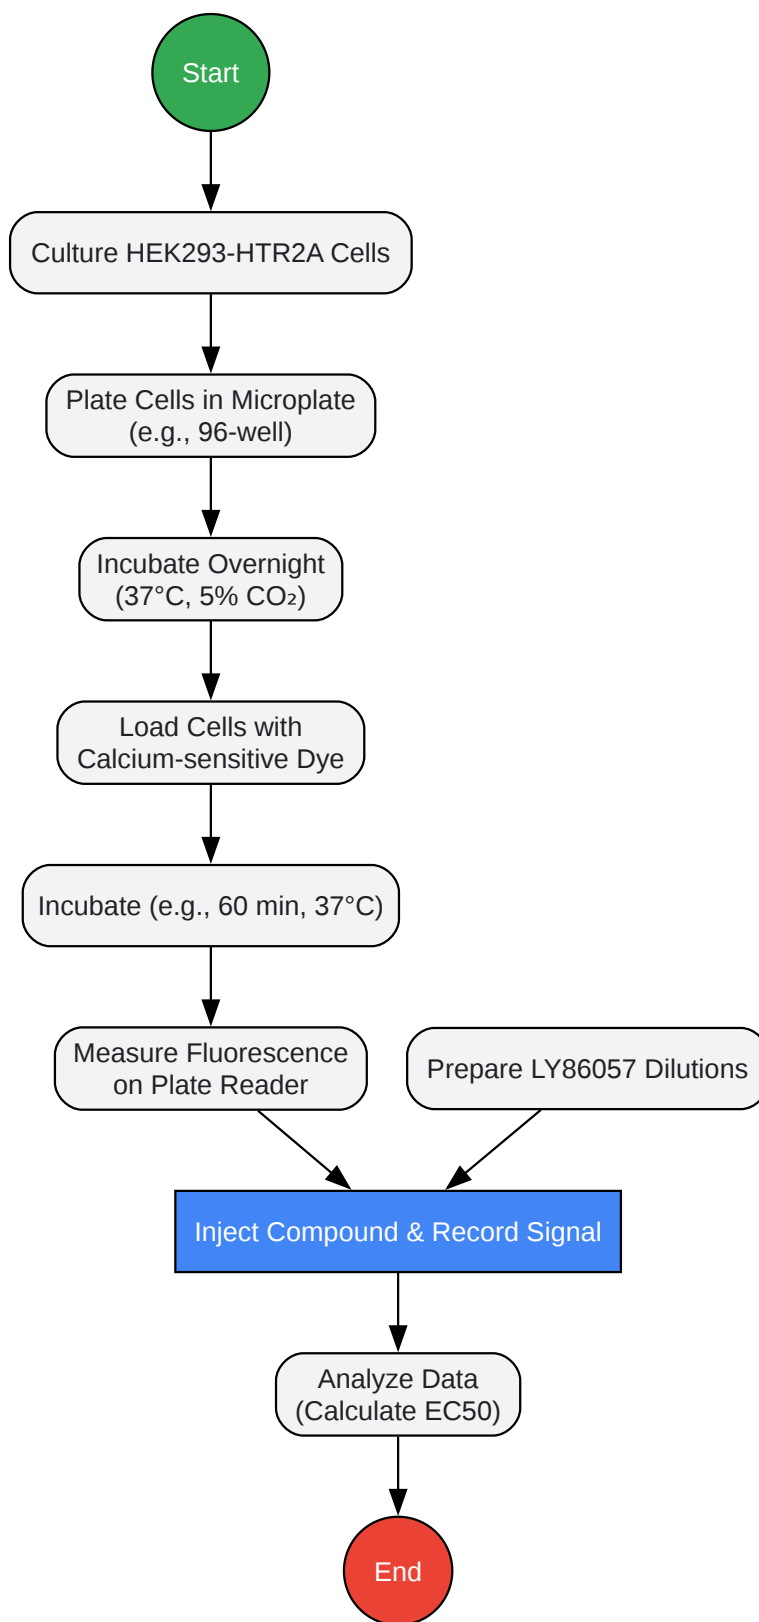 Start
Culture HEK293-HTR2A Cells
Plate Cells in Microplate
(e.g., 96-well)
Incubate Overnight
(37°C, 5% CO₂)
Load Cells with
Calcium-sensitive Dye
Incubate (e.g., 60 min, 37°C)
Measure Fluorescence
on Plate Reader
Prepare LY86057 Dilutions
Inject Compound & Record Signal
Analyze Data
(Calculate EC50)
End